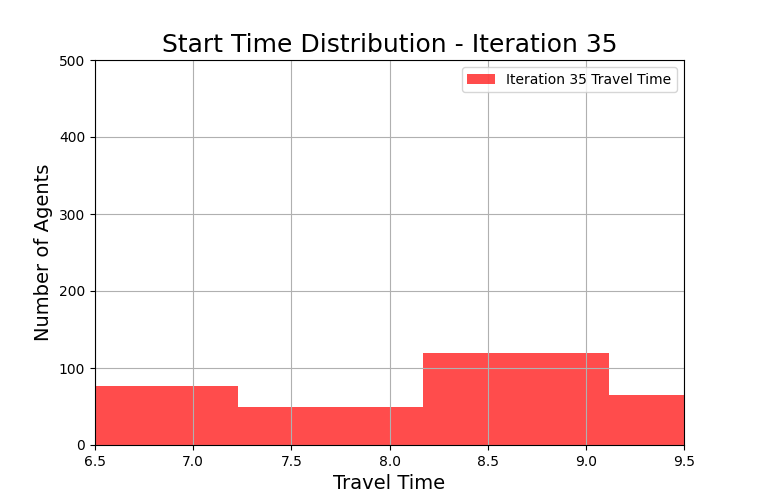 Start Time Distribution - Iteration 35
Iteration 35 Travel Time
500
400
300
200
100
0
Number of Agents
6.5 7.0 7.5 8.0 8.5 9.0 9.5
Travel Time